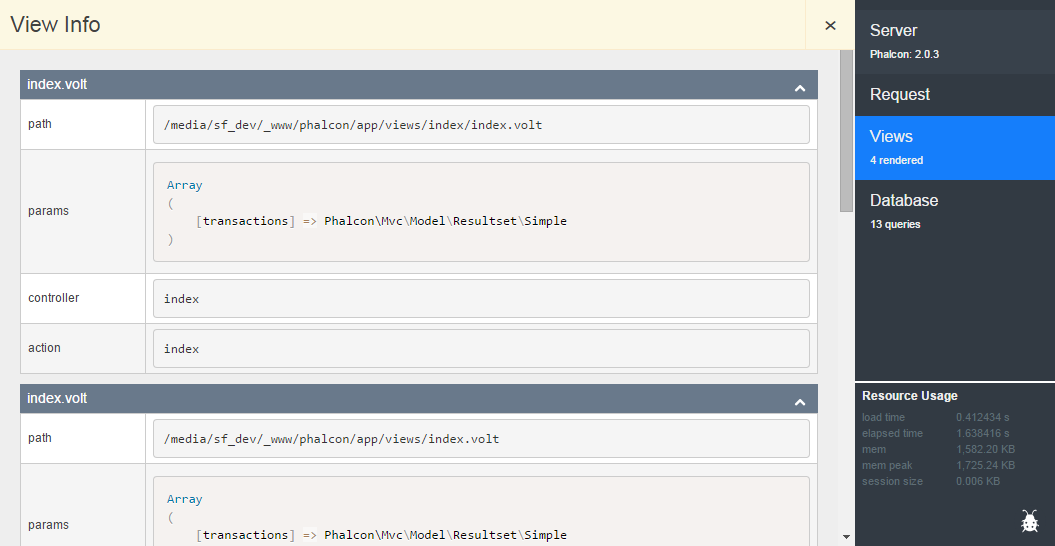 View Info
×
index.volt
path
/media/sf_dev/_www/phalcon/app/views/index/index.volt
params
Array
(
[transactions] => Phalcon\Mvc\Model\Resultset\Simple
)
controller
index
action
index
index.volt
path
/media/sf_dev/_www/phalcon/app/views/index.volt
params
Array
(
[transactions] => Phalcon\Mvc\Model\Resultset\Simple
Server
Phalcon: 2.0.3
Request
Views
4 rendered
Database
13 queries
Resource Usage
load time 0.412434 s
elapsed time 1.638416 s
mem 1,582.20 KB
mem peak 1,725.24 KB
session size 0.006 KB